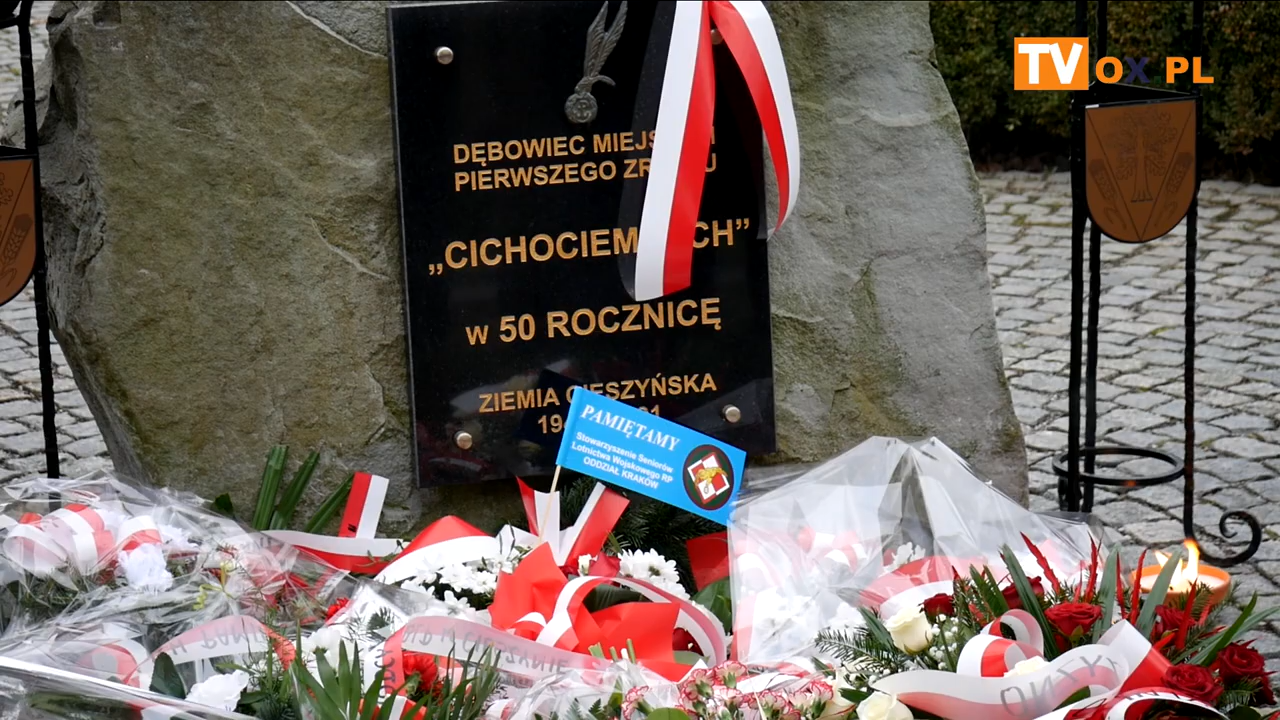 TVOX PL
DĘBOWIEC MIEJS
PIERWSZEGO ZR U
„CICHOCIEM CH”
W 50 ROCZNICĘ
ZIEMIA CIESZYŃSKA
PAMIĘTAMY
Stowarzyszenie Seniorów
Lotnictwa Wojskowego RP
ODDZIAŁ KRAKÓW